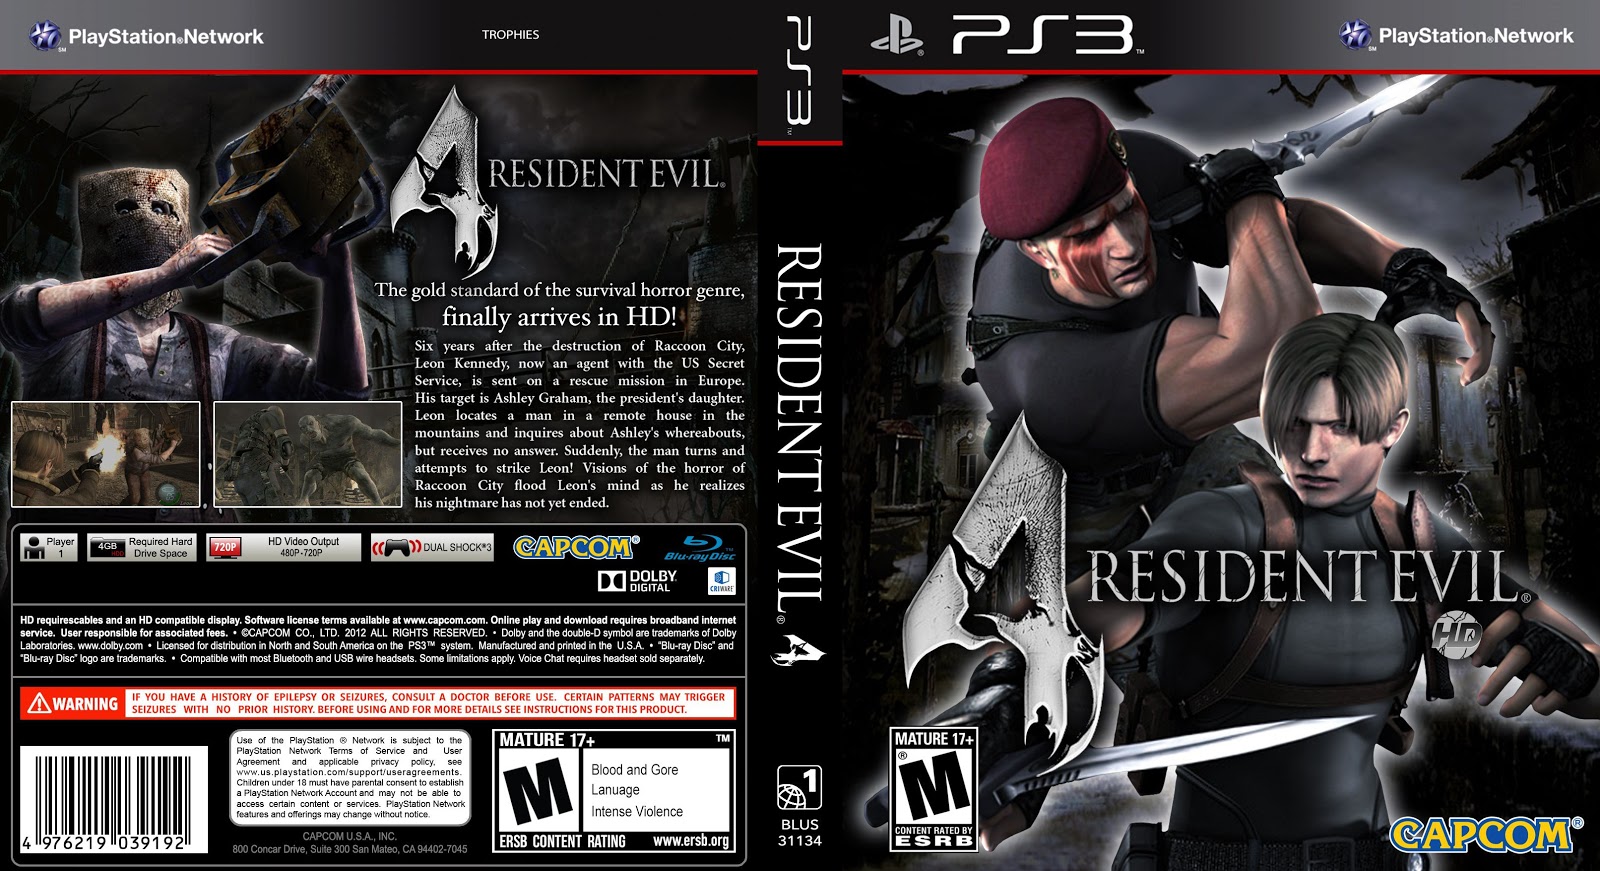 PlayStation®Network
SM
TROPHIES
4 RESIDENT EVIL®
The gold standard of the survival horror genre,
finally arrives in HD!
Six years after the destruction of Raccoon City,
Leon Kennedy, now an agent with the US Secret
Service, is sent on a rescue mission in Europe.
His target is Ashley Graham, the president's daughter.
Leon locates a man in a remote house in the
mountains and inquires about Ashley's whereabouts,
but receives no answer. Suddenly, the man turns and
attempts to strike Leon! Visions of the horror of
Raccoon City flood Leon's mind as he realizes
his nightmare has not yet ended.
Player
1
4GB HDD
Required Hard
Drive Space
720P
HD Video Output
480P•720P
DUAL SHOCK®3
CAPCOM®
Blu-ray Disc™
DOLBY
DIGITAL
CRIWARE
HD requirescables and an HD compatible display. Software license terms available at www.capcom.com. Online play and download requires broadband internet
service. User responsible for associated fees. • ©CAPCOM CO., LTD. 2012 ALL RIGHTS RESERVED. • Dolby and the double-D symbol are trademarks of Dolby
Laboratories. www.dolby.com • Licensed for distribution in North and South America on the PS3™ system. Manufactured and printed in the U.S.A. • “Blu-ray Disc” and
"Blu-ray Disc" logo are trademarks. • Compatible with most Bluetooth and USB wire headsets. Some limitations apply. Voice Chat requires headset sold separately.
WARNING
IF YOU HAVE A HISTORY OF EPILEPSY OR SEIZURES, CONSULT A DOCTOR BEFORE USE. CERTAIN PATTERNS MAY TRIGGER
SEIZURES WITH NO PRIOR HISTORY. BEFORE USING AND FOR MORE DETAILS SEE INSTRUCTIONS FOR THIS PRODUCT.
4 976219 039192
Use of the PlayStation ® Network is subject to the
PlayStation Network Terms of Service and User
Agreement and applicable privacy policy, see
www.us.playstation.com/support/useragreements.
Children under 18 must have parental consent to establish
a PlayStation Network Account and may not be able to
access certain content or services. PlayStation Network
features and offerings may change without notice.
CAPCOM U.S.A., INC.
800 Concar Drive, Suite 300 San Mateo, CA 94402-7045
MATURE 17+ ™
M
Blood and Gore
Lanuage
Intense Violence
ESRB CONTENT RATING www.esrb.org
PS3™
RESIDENT EVIL® 4
1
BLUS
31134
PS3™
PlayStation®Network
SM
4 RESIDENT EVIL®
HD
MATURE 17+
®
M
CONTENT RATED BY
ESRB
CAPCOM®